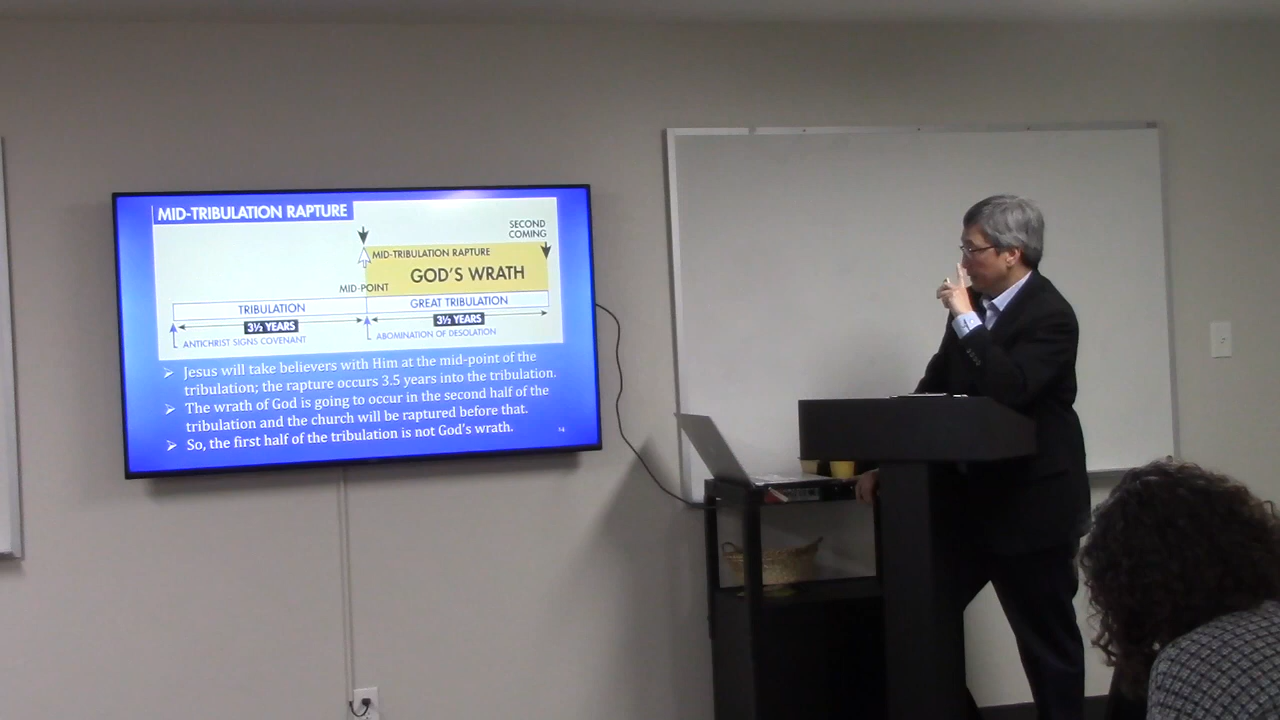 MID-TRIBULATION RAPTURE
SECOND
COMING
MID-TRIBULATION RAPTURE
GOD'S WRATH
MID-POINT
TRIBULATION
GREAT TRIBULATION
3½ YEARS
3½ YEARS
ANTICHRIST SIGNS COVENANT
ABOMINATION OF DESOLATION
➢ Jesus will take believers with Him at the mid-point of the
tribulation; the rapture occurs 3.5 years into the tribulation.
➢ The wrath of God is going to occur in the second half of the
tribulation and the church will be raptured before that.
➢ So, the first half of the tribulation is not God's wrath.
14